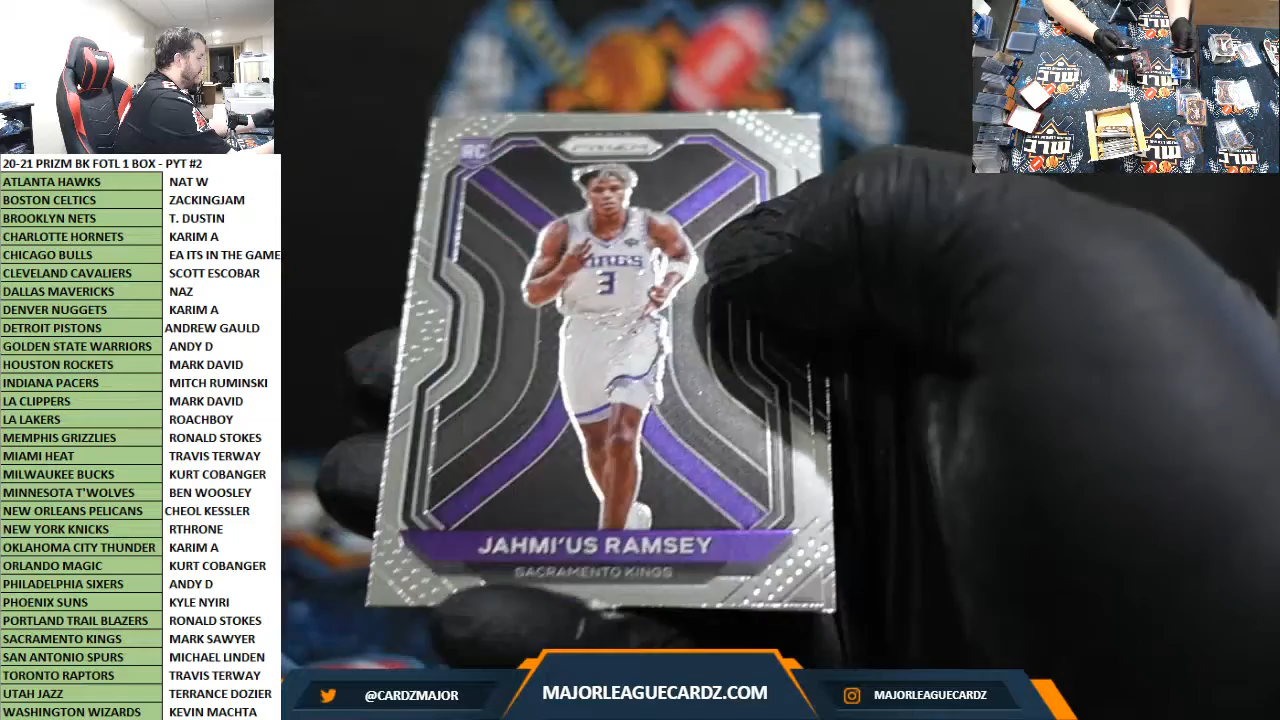 20-21 PRIZM BK FOTL 1 BOX - PYT #2
ATLANTA HAWKS NAT W
BOSTON CELTICS ZACKINGJAM
BROOKLYN NETS T. DUSTIN
CHARLOTTE HORNETS KARIM A
CHICAGO BULLS EA ITS IN THE GAME
CLEVELAND CAVALIERS SCOTT ESCOBAR
DALLAS MAVERICKS NAZ
DENVER NUGGETS KARIM A
DETROIT PISTONS ANDREW GAULD
GOLDEN STATE WARRIORS ANDY D
HOUSTON ROCKETS MARK DAVID
INDIANA PACERS MITCH RUMINSKI
LA CLIPPERS MARK DAVID
LA LAKERS ROACHBOY
MEMPHIS GRIZZLIES RONALD STOKES
MIAMI HEAT TRAVIS TERWAY
MILWAUKEE BUCKS KURT COBANGER
MINNESOTA T'WOLVES BEN WOOSLEY
NEW ORLEANS PELICANS CHEOL KESSLER
NEW YORK KNICKS RTHRONE
OKLAHOMA CITY THUNDER KARIM A
ORLANDO MAGIC KURT COBANGER
PHILADELPHIA SIXERS ANDY D
PHOENIX SUNS KYLE NYIRI
PORTLAND TRAIL BLAZERS RONALD STOKES
SACRAMENTO KINGS MARK SAWYER
SAN ANTONIO SPURS MICHAEL LINDEN
TORONTO RAPTORS TRAVIS TERWAY
UTAH JAZZ TERRANCE DOZIER
WASHINGTON WIZARDS KEVIN MACHTA
RC
PRIZM
KINGS
3
JAHMI'US RAMSEY
SACRAMENTO KINGS
MLC
@CARDZMAJOR
MAJORLEAGUECARDZ.COM
MAJORLEAGUECARDZ